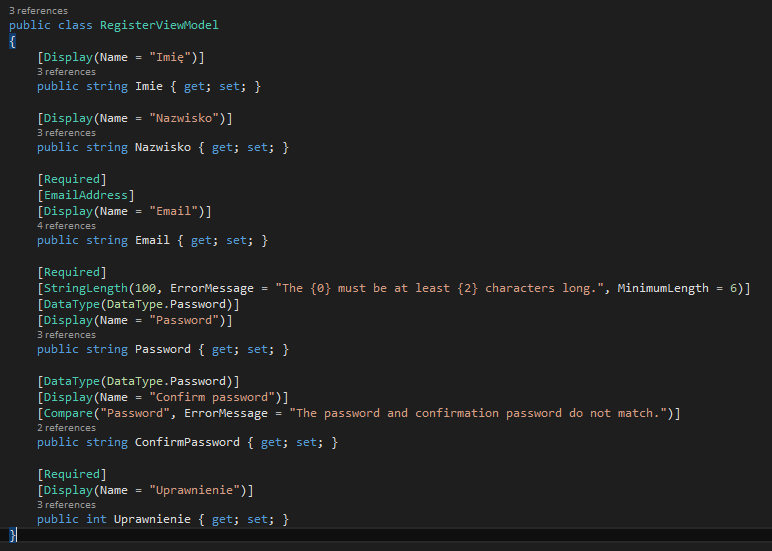 3 references
public class RegisterViewModel
{
[Display(Name = "Imię")]
3 references
public string Imie { get; set; }
[Display(Name = "Nazwisko")]
3 references
public string Nazwisko { get; set; }
[Required]
[EmailAddress]
[Display(Name = "Email")]
4 references
public string Email { get; set; }
[Required]
[StringLength(100, ErrorMessage = "The {0} must be at least {2} characters long.", MinimumLength = 6)]
[DataType(DataType.Password)]
[Display(Name = "Password")]
3 references
public string Password { get; set; }
[DataType(DataType.Password)]
[Display(Name = "Confirm password")]
[Compare("Password", ErrorMessage = "The password and confirmation password do not match.")]
2 references
public string ConfirmPassword { get; set; }
[Required]
[Display(Name = "Uprawnienie")]
3 references
public int Uprawnienie { get; set; }
}